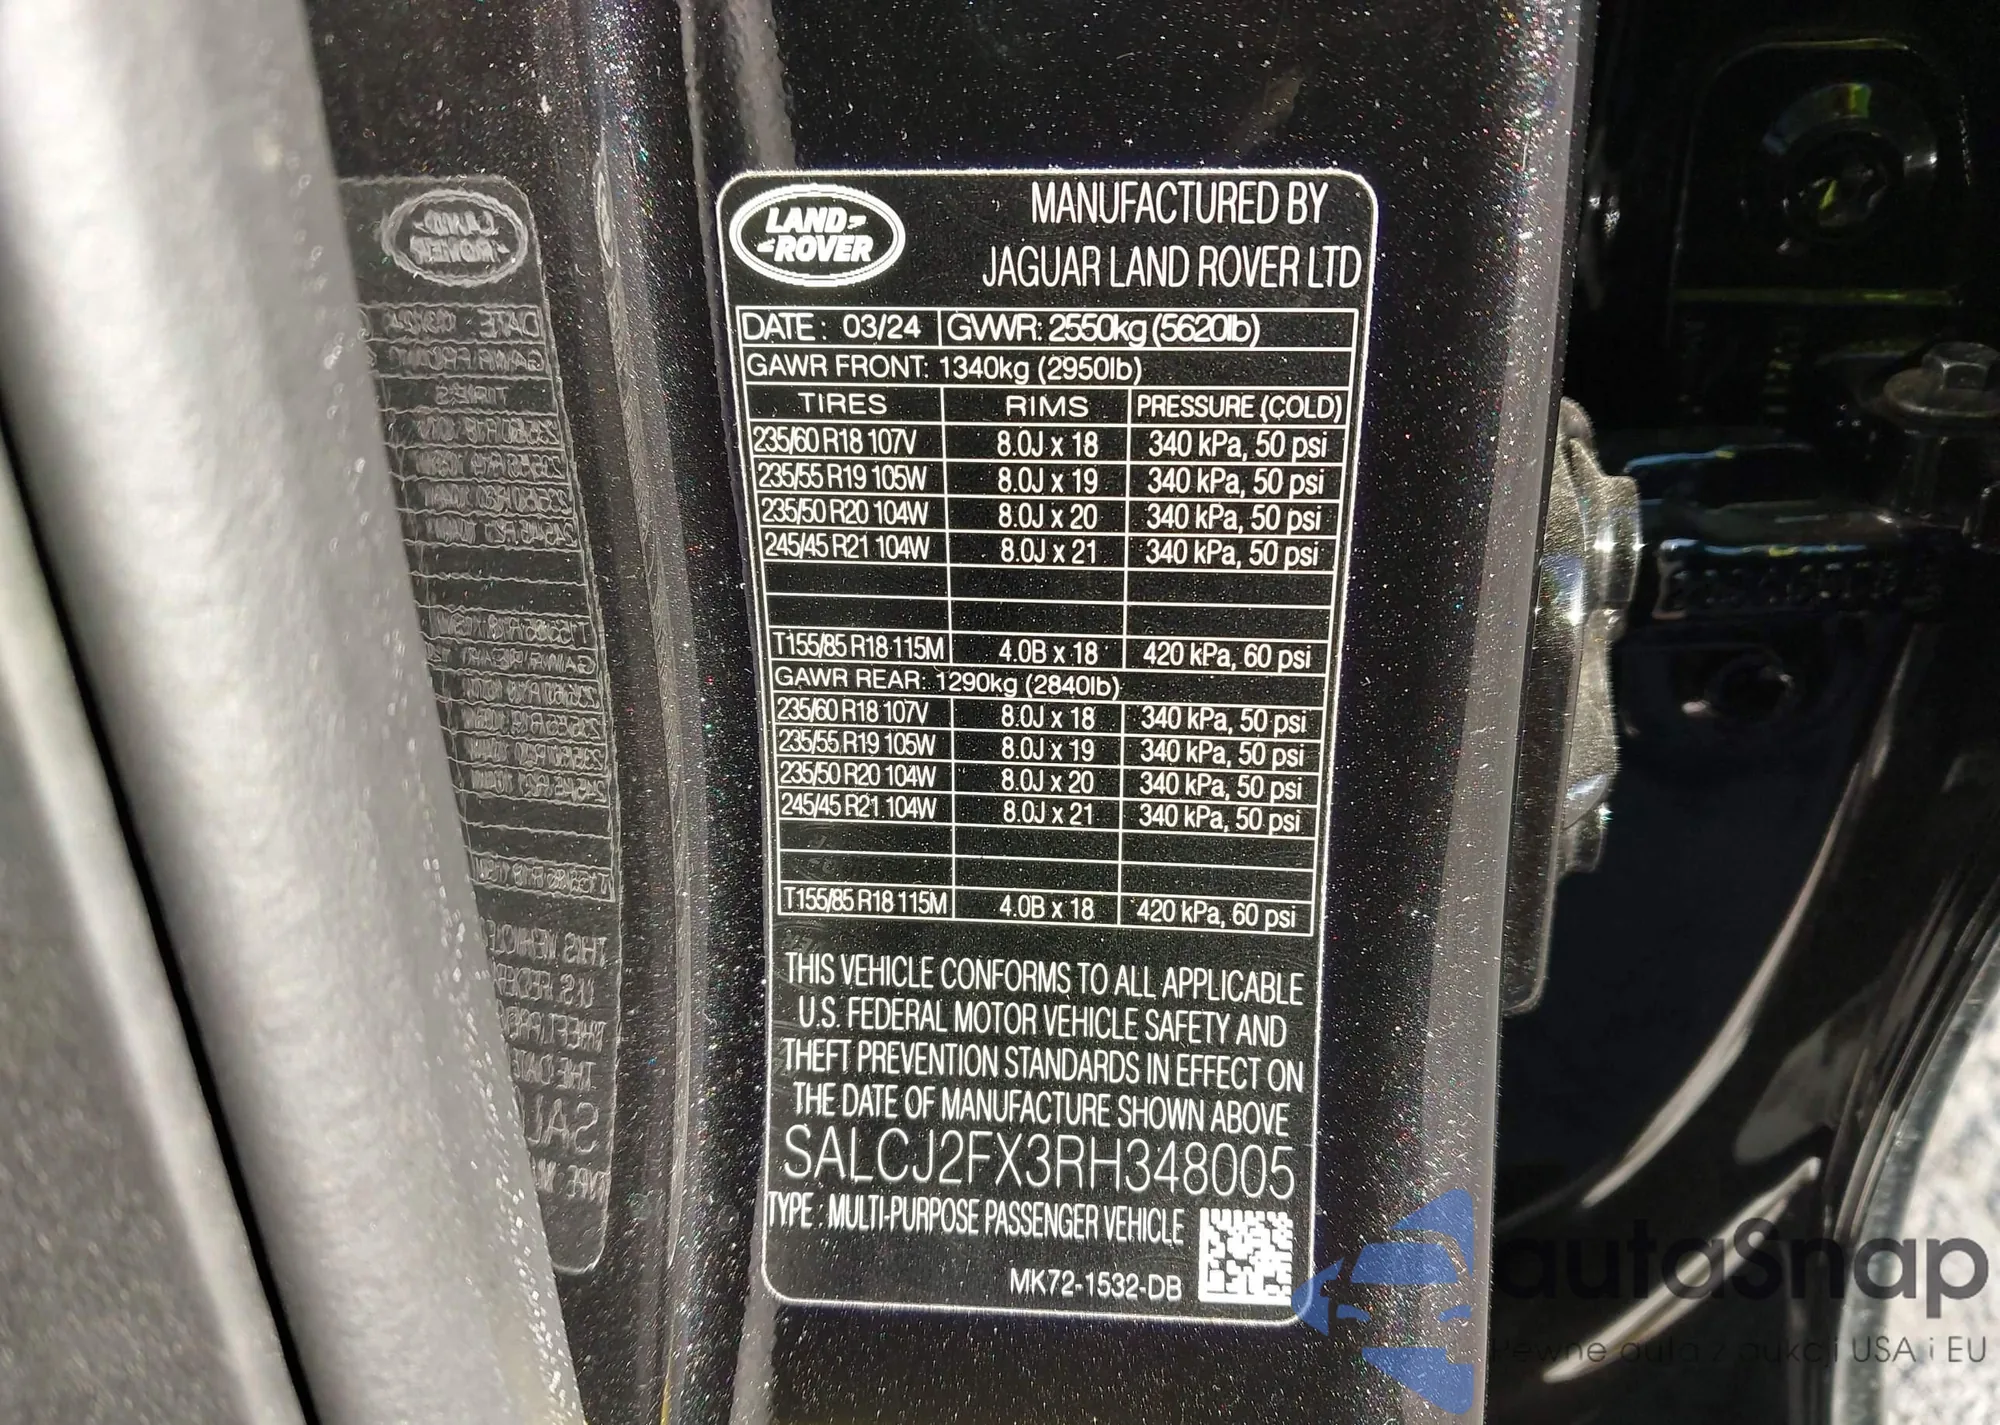 LAND
ROVER
MANUFACTURED BY
JAGUAR LAND ROVER LTD
DATE: 03/24 GVWR: 2550kg (5620lb)
GAWR FRONT: 1340kg (2950lb)
TIRES RIMS PRESSURE (COLD)
235/60 R18 107V 8.0J x 18 340 kPa, 50 psi
235/55 R19 105W 8.0J x 19 340 kPa, 50 psi
235/50 R20 104W 8.0J x 20 340 kPa, 50 psi
245/45 R21 104W 8.0J x 21 340 kPa, 50 psi
T155/85 R18 115M 4.0B x 18 420 kPa, 60 psi
GAWR REAR: 1290kg (2840lb)
235/60 R18 107V 8.0J x 18 340 kPa, 50 psi
235/55 R19 105W 8.0J x 19 340 kPa, 50 psi
235/50 R20 104W 8.0J x 20 340 kPa, 50 psi
245/45 R21 104W 8.0J x 21 340 kPa, 50 psi
T155/85 R18 115M 4.0B x 18 420 kPa, 60 psi
THIS VEHICLE CONFORMS TO ALL APPLICABLE
U.S. FEDERAL MOTOR VEHICLE SAFETY AND
THEFT PREVENTION STANDARDS IN EFFECT ON
THE DATE OF MANUFACTURE SHOWN ABOVE
SALCJ2FX3RH348005
TYPE: MULTI-PURPOSE PASSENGER VEHICLE
MK72-1532-DB
autaSnap
Pewne auta z aukcji USA i EU